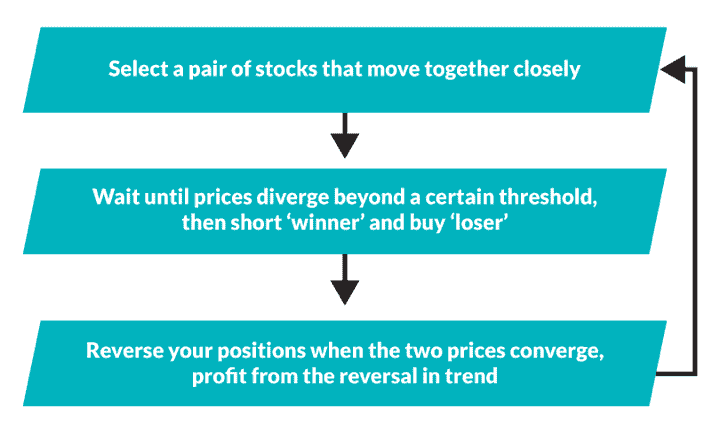 Select a pair of stocks that move together closely
Wait until prices diverge beyond a certain threshold,
then short ‘winner’ and buy ‘loser’
Reverse your positions when the two prices converge,
profit from the reversal in trend